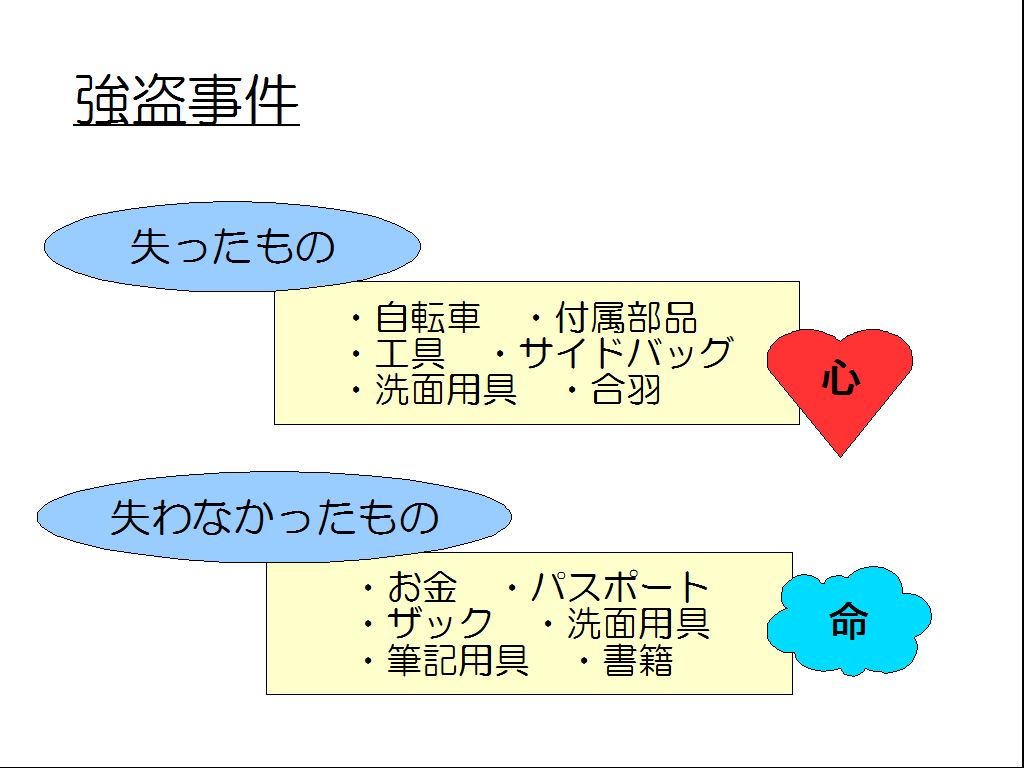 強盗事件
失ったもの
・自転車　・付属部品
・工具　・サイドバッグ
・洗面用具　・合羽
心
失わなかったもの
・お金　・パスポート
・ザック　・洗面用具
・筆記用具　・書籍
命